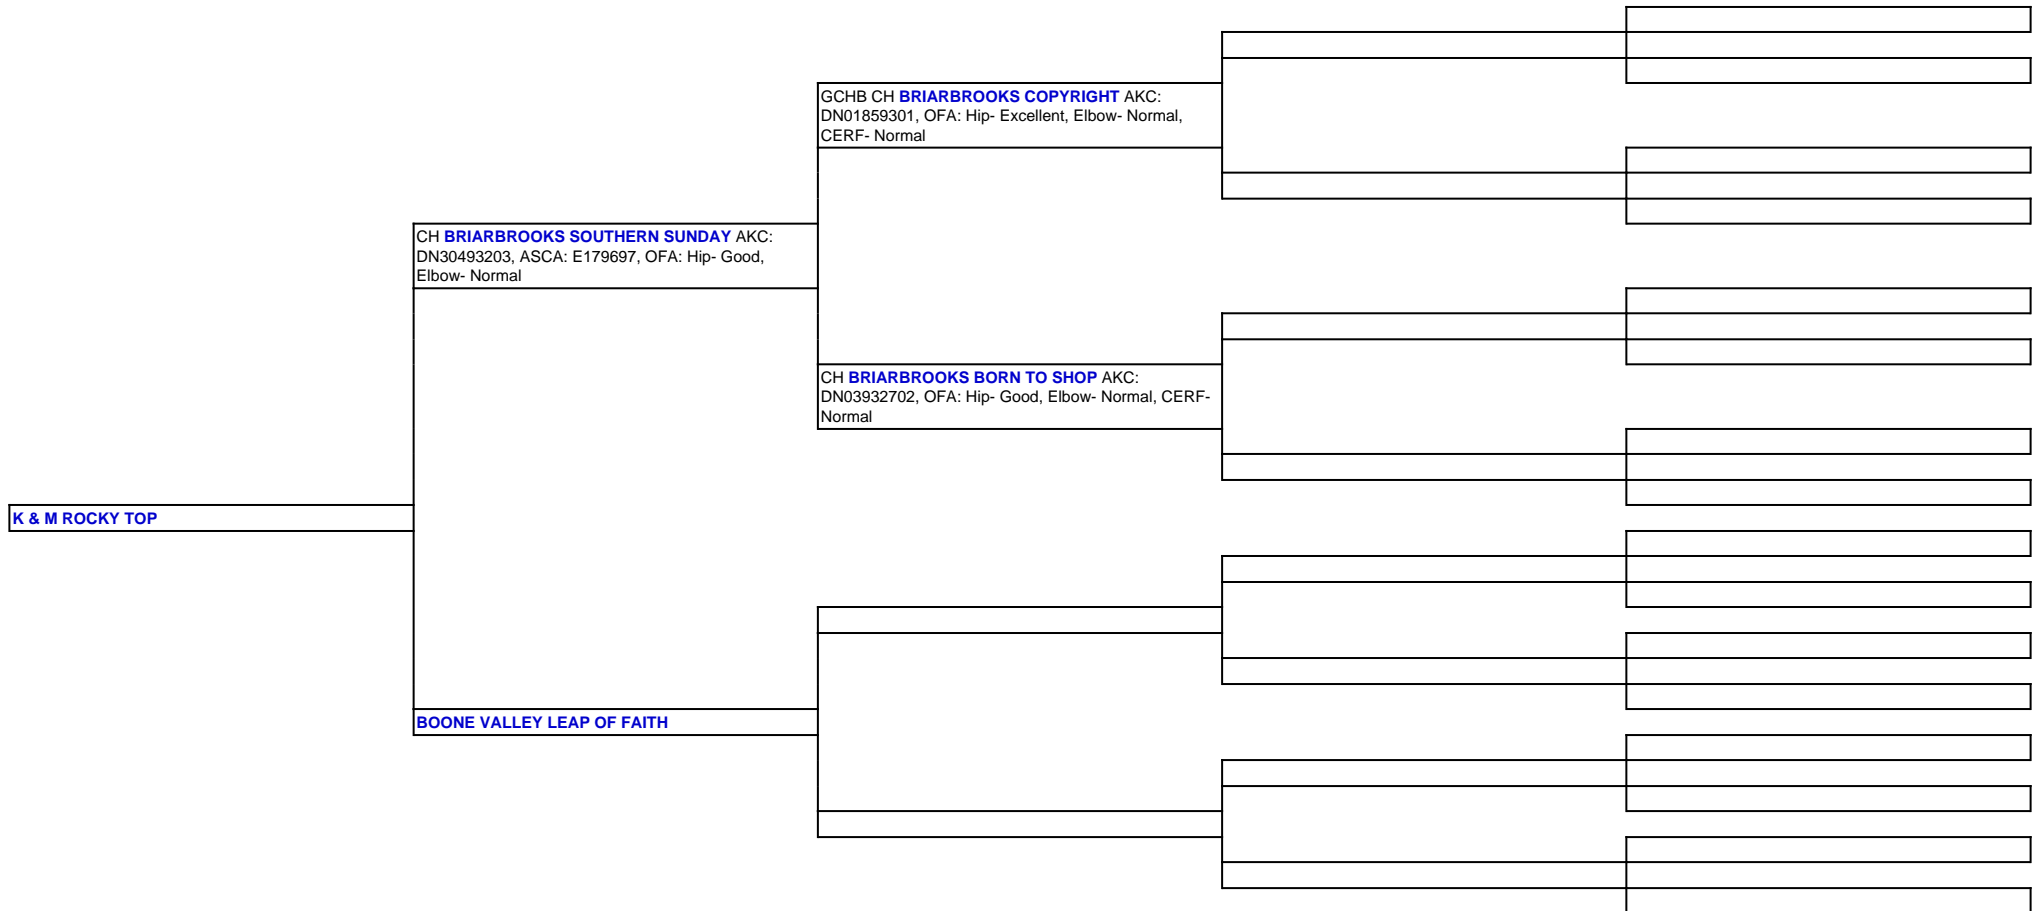 GCHB CH BRIARBROOKS COPYRIGHT AKC:
DN01859301, OFA: Hip- Excellent, Elbow- Normal,
CERF- Normal
CH BRIARBROOKS SOUTHERN SUNDAY AKC:
DN30493203, ASCA: E179697, OFA: Hip- Good,
Elbow- Normal
CH BRIARBROOKS BORN TO SHOP AKC:
DN03932702, OFA: Hip- Good, Elbow- Normal, CERF-
Normal
K & M ROCKY TOP
BOONE VALLEY LEAP OF FAITH